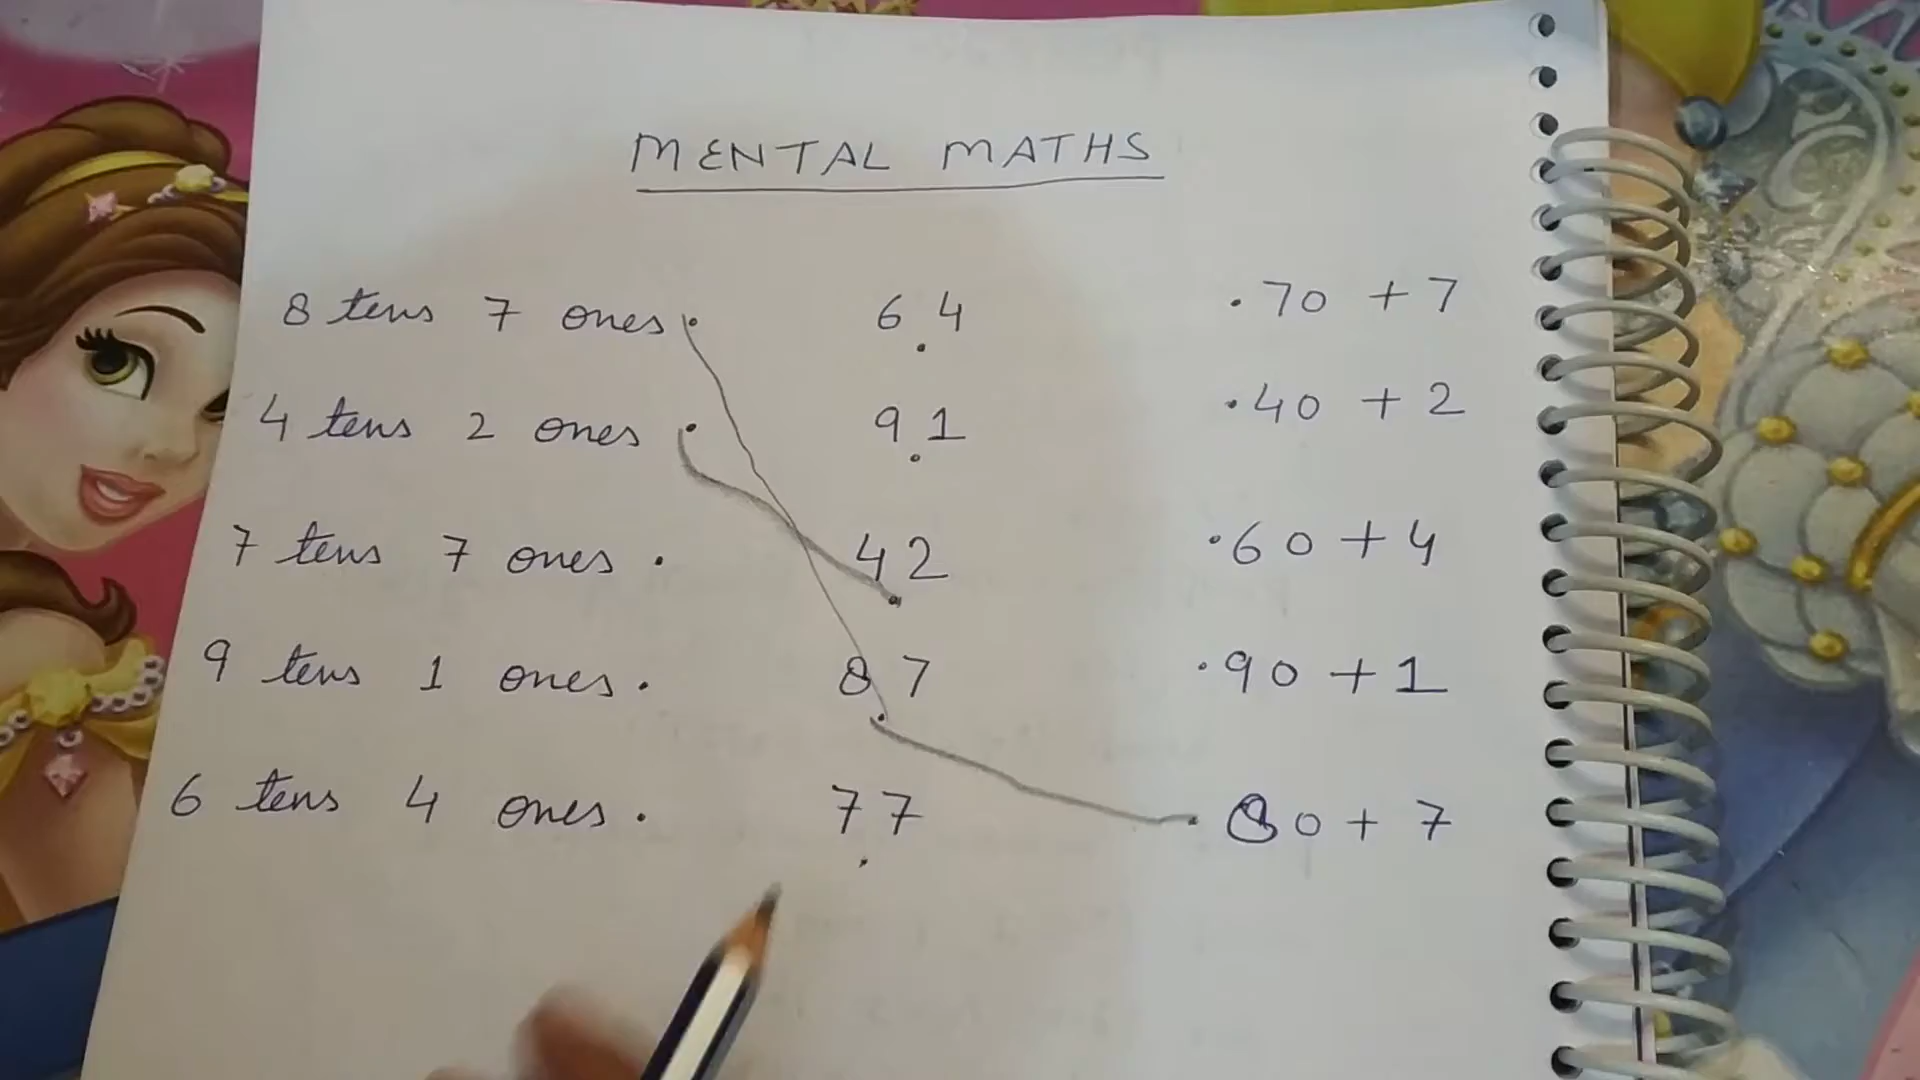 MENTAL MATHS
8 tens 7 ones . 64 . 70 + 7
4 tens 2 ones . 91 . 40 + 2
7 tens 7 ones . 42 . 60 + 4
9 tens 1 ones . 87 . 90 + 1
6 tens 4 ones . 77 . 80 + 7